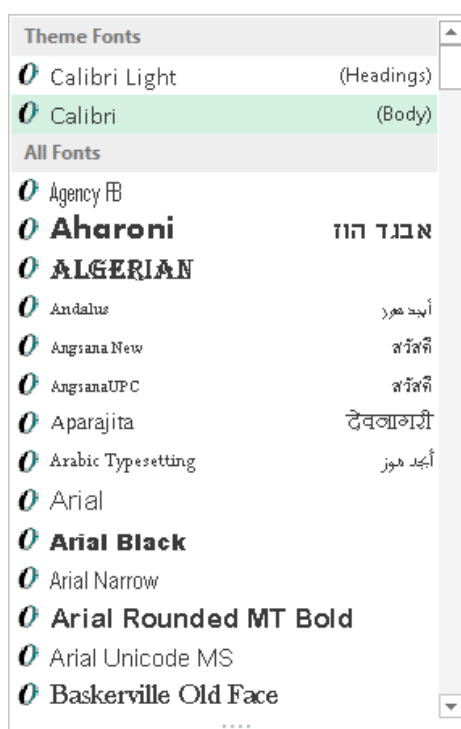 Theme Fonts
Calibri Light (Headings)
Calibri (Body)
All Fonts
Agency FB
Aharoni אבגד הוז
ALGERIAN
Andalus أبجد هوز
Angsana New สวัสดี
AngsanaUPC สวัสดี
Aparajita देवनागरी
Arabic Typesetting أبجد هوز
Arial
Arial Black
Arial Narrow
Arial Rounded MT Bold
Arial Unicode MS
Baskerville Old Face